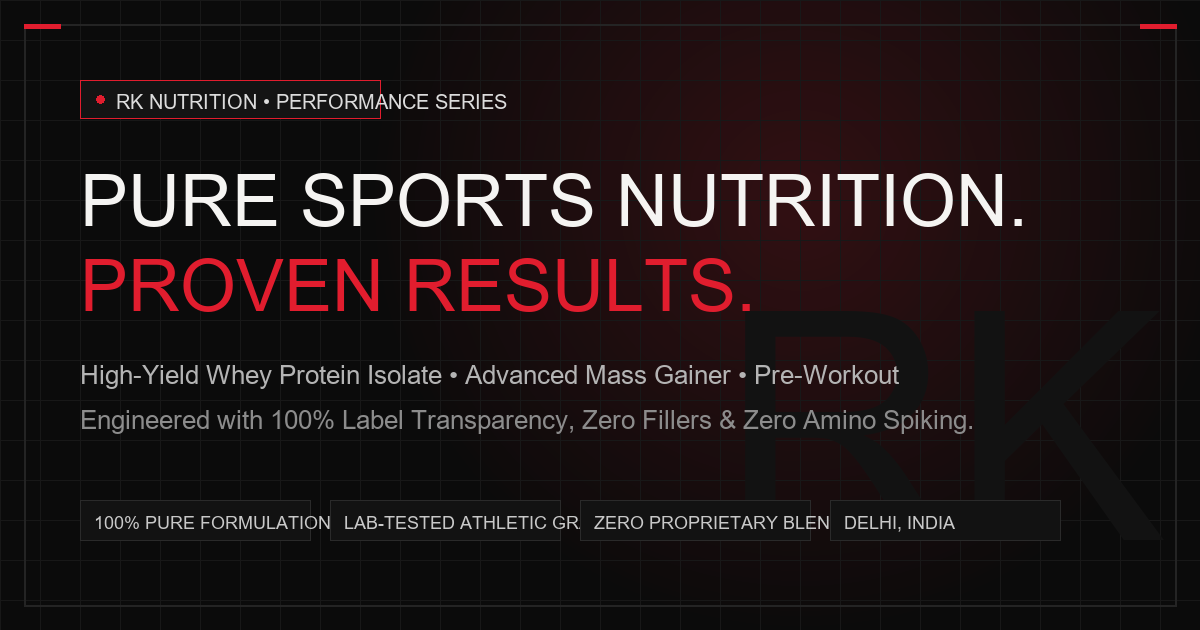 RK NUTRITION • PERFORMANCE SERIES
PURE SPORTS NUTRITION.
PROVEN RESULTS.
High-Yield Whey Protein Isolate • Advanced Mass Gainer • Pre-Workout
Engineered with 100% Label Transparency, Zero Fillers & Zero Amino Spiking.
RK
100% PURE FORMULATION
LAB-TESTED ATHLETIC
ZERO PROPRIETARY
DELHI, INDIA